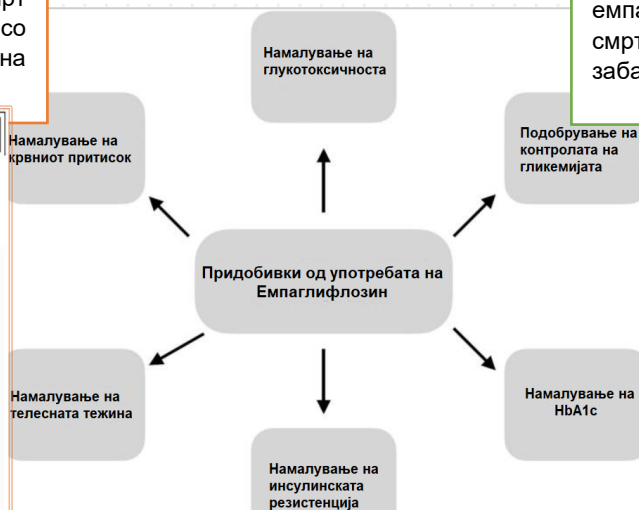 со
на
емпа
смрт
заба
Намалување на
глукотоксичноста
Намалување на
крвниот притисок
Подобрување на
контролата на
гликемијата
Придобивки од употребата на
Емпаглифлозин
Намалување на
телесната тежина
Намалување на
HbA1c
Намалување на
инсулинската
резистенција